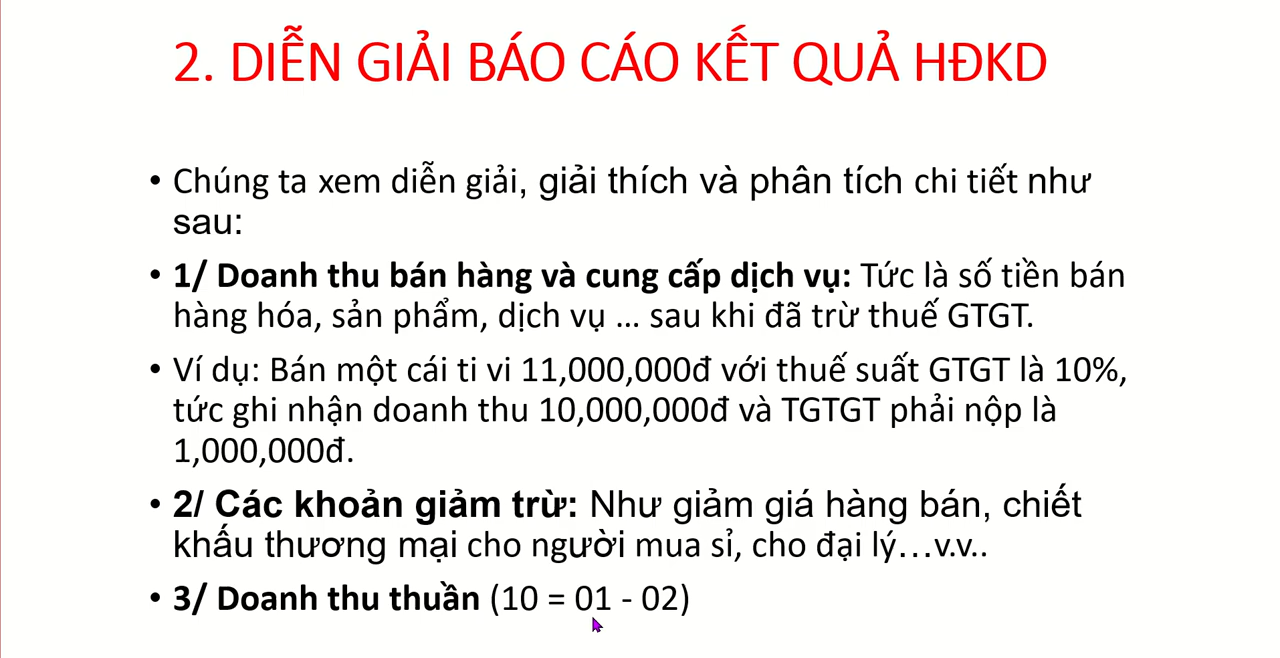 2. DIỄN GIẢI BÁO CÁO KẾT QUẢ HĐKD
• Chúng ta xem diễn giải, giải thích và phân tích chi tiết như
sau:
• 1/ Doanh thu bán hàng và cung cấp dịch vụ: Tức là số tiền bán
hàng hóa, sản phẩm, dịch vụ ... sau khi đã trừ thuế GTGT.
• Ví dụ: Bán một cái ti vi 11,000,000đ với thuế suất GTGT là 10%,
tức ghi nhận doanh thu 10,000,000đ và TGTGT phải nộp là
1,000,000đ.
• 2/ Các khoản giảm trừ: Như giảm giá hàng bán, chiết
khấu thương mại cho người mua sỉ, cho đại lý...v.v..
• 3/ Doanh thu thuần (10 = 01 - 02)